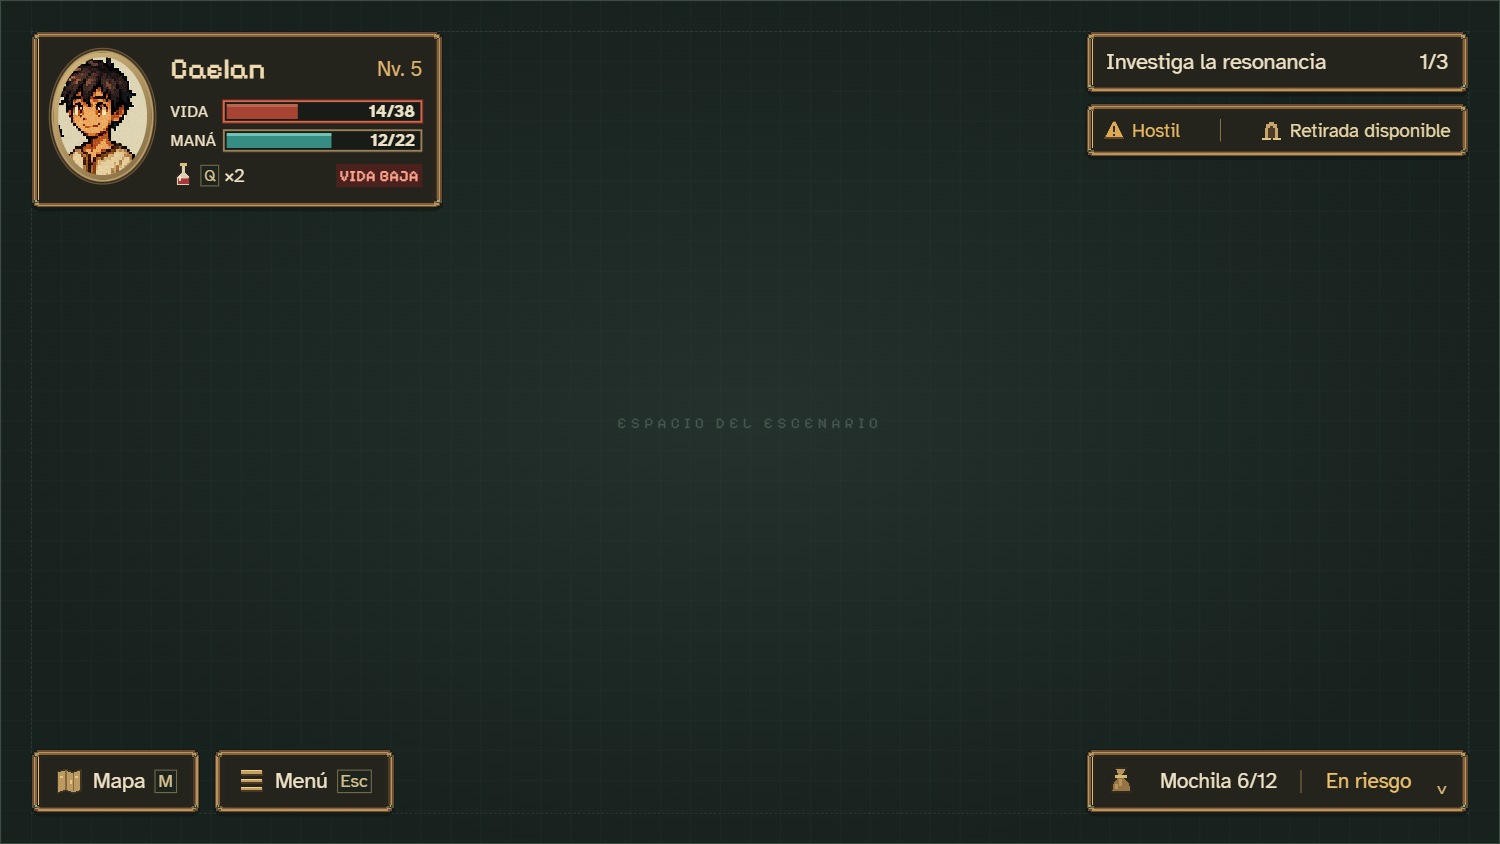 Caelan Nv. 5
VIDA 14/38
MANÁ 12/22
Q ×2 VIDA BAJA
Investiga la resonancia 1/3
Hostil Retirada disponible
ESPACIO DEL ESCENARIO
Mapa M
Menú Esc
Mochila 6/12 En riesgo v